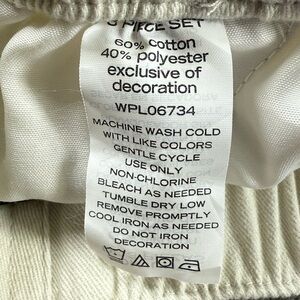 3 PIECE SET
60% cotton
40% polyester
exclusive of
decoration
WPL06734
MACHINE WASH COLD
WITH LIKE COLORS
GENTLE CYCLE
USE ONLY
NON-CHLORINE
BLEACH AS NEEDED
TUMBLE DRY LOW
REMOVE PROMPTLY
COOL IRON AS NEEDED
DO NOT IRON
DECORATION